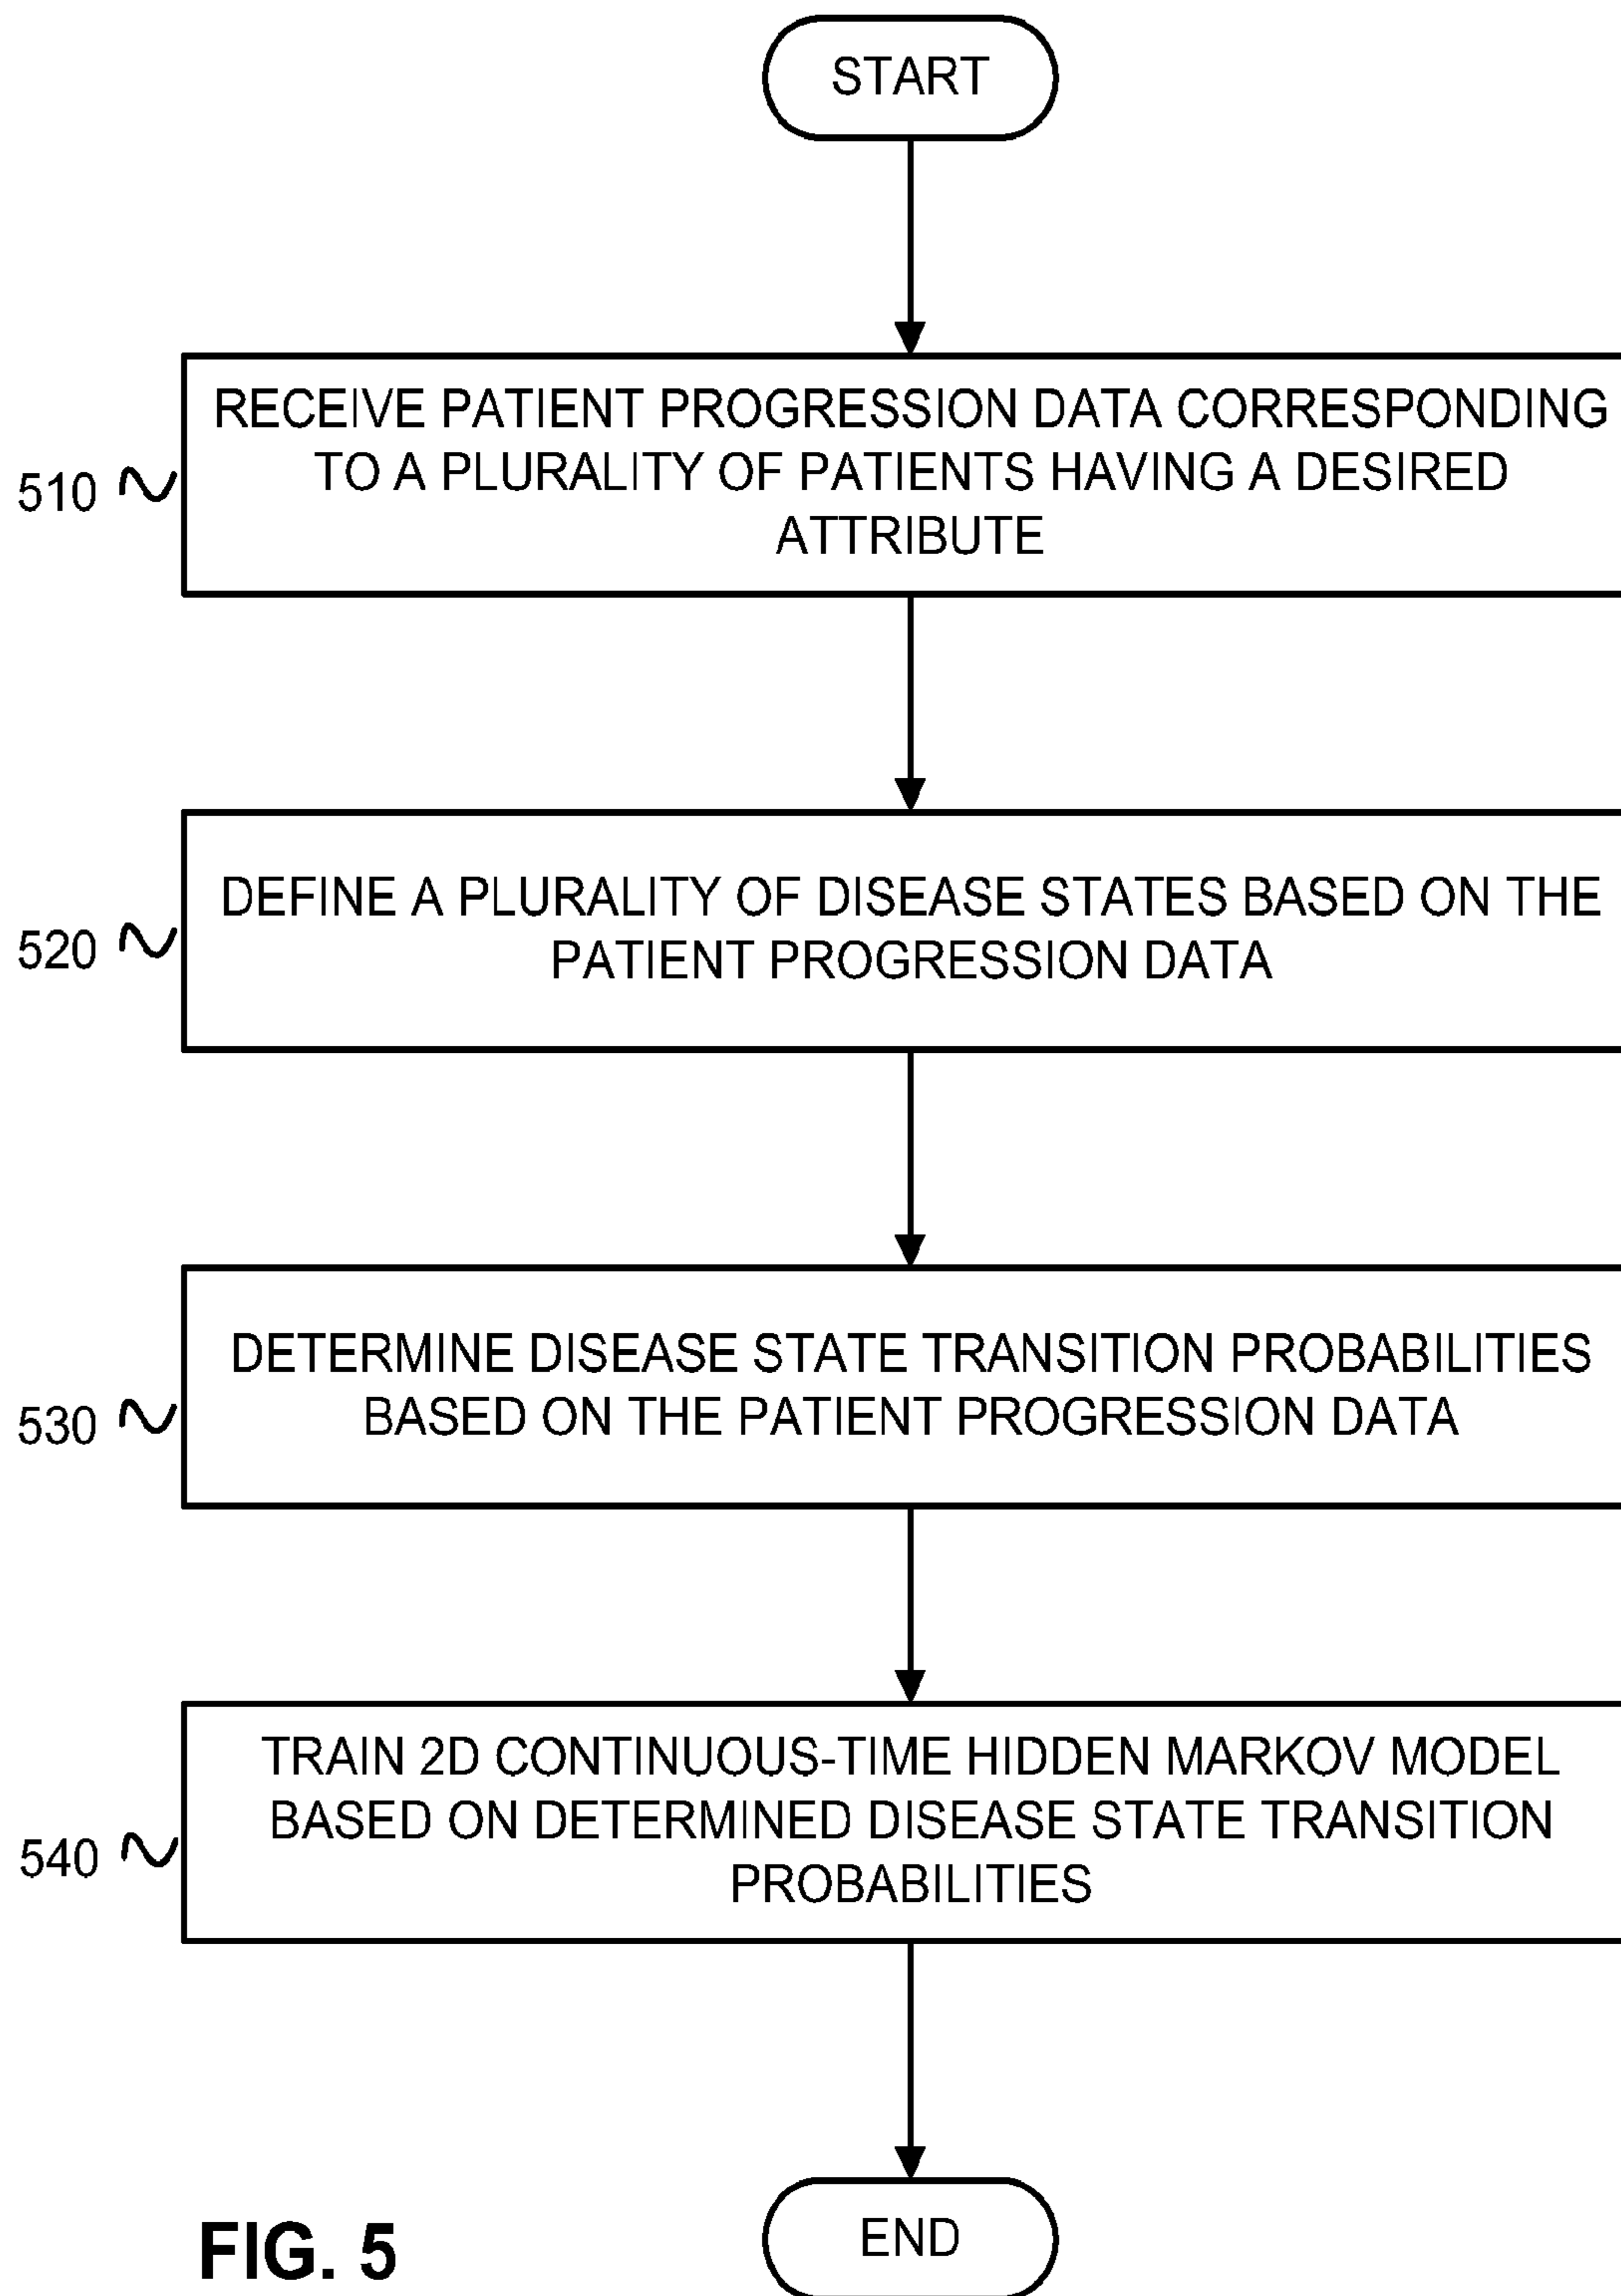 START
RECEIVE PATIENT PROGRESSION DATA CORRESPONDING
TO A PLURALITY OF PATIENTS HAVING A DESIRED
ATTRIBUTE
510
DEFINE A PLURALITY OF DISEASE STATES BASED ON THE
PATIENT PROGRESSION DATA
520
DETERMINE DISEASE STATE TRANSITION PROBABILITIES
BASED ON THE PATIENT PROGRESSION DATA
530
TRAIN 2D CONTINUOUS-TIME HIDDEN MARKOV MODEL
BASED ON DETERMINED DISEASE STATE TRANSITION
PROBABILITIES
540
END
FIG. 5